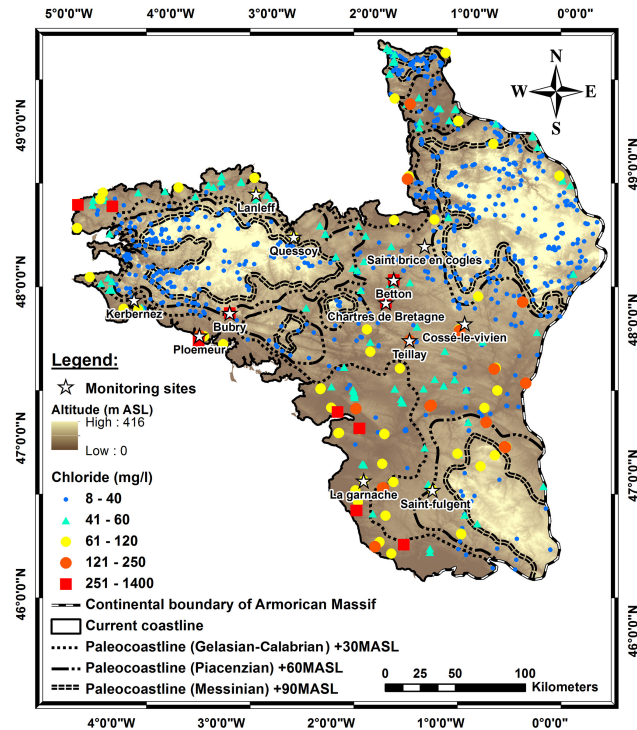 5°0'0"W 4°0'0"W 3°0'0"W 2°0'0"W 1°0'0"W 0°0'0"
N
W E
S
49°0'0"N 49°0'0"N
Lanleff
Quessoy
Saint brice en cogles
Betton
48°0'0"N 48°0'0"N
Kerbernez
Chartres de Bretagne
Bubry
Cossé-le-vivien
Ploemeur
Teillay
Legend:
Monitoring sites
Altitude (m ASL)
High : 416
Low : 0
47°0'0"N 47°0'0"N
Chloride (mg/l)
8 - 40
41 - 60
61 - 120
121 - 250
251 - 1400
La garnache
Saint-fulgent
46°0'0"N 46°0'0"N
Continental boundary of Armorican Massif
Current coastline
Paleocoastline (Gelasian-Calabrian) +30MASL
Paleocoastline (Piacenzian) +60MASL
Paleocoastline (Messinian) +90MASL
0 25 50 100
Kilometers
4°0'0"W 3°0'0"W 2°0'0"W 1°0'0"W 0°0'0"